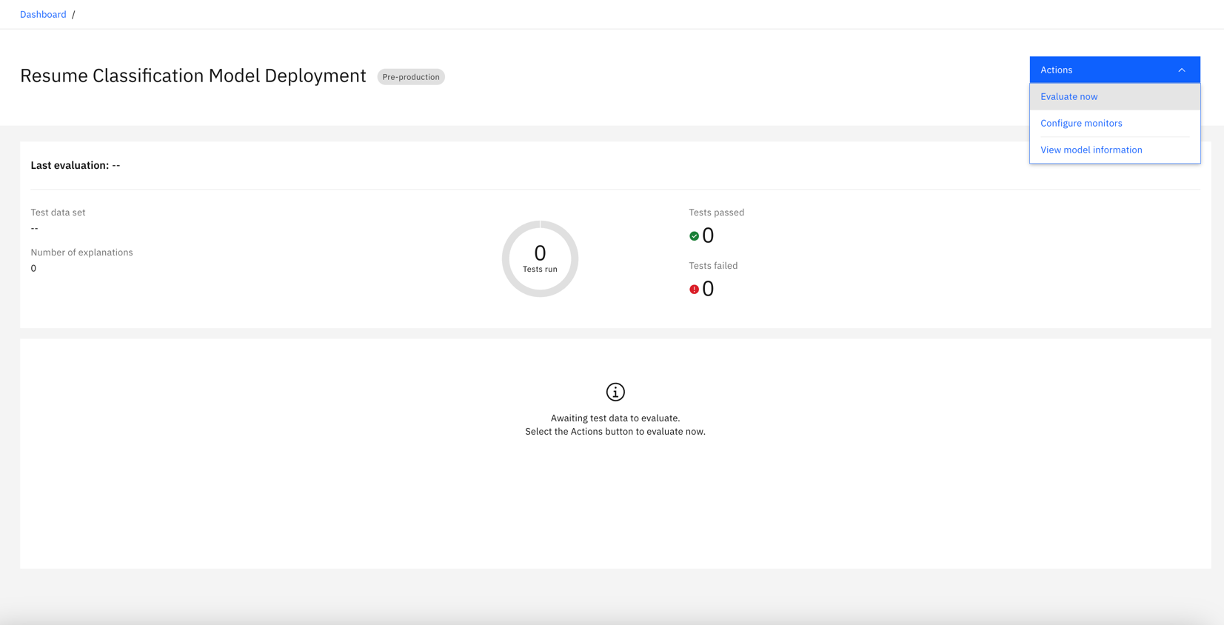 Dashboard /
Resume Classification Model Deployment Pre-production
Actions
Evaluate now
Configure monitors
View model information
Last evaluation: --
Test data set
--
Number of explanations
0
0
Tests run
Tests passed
0
Tests failed
0
Awaiting test data to evaluate.
Select the Actions button to evaluate now.